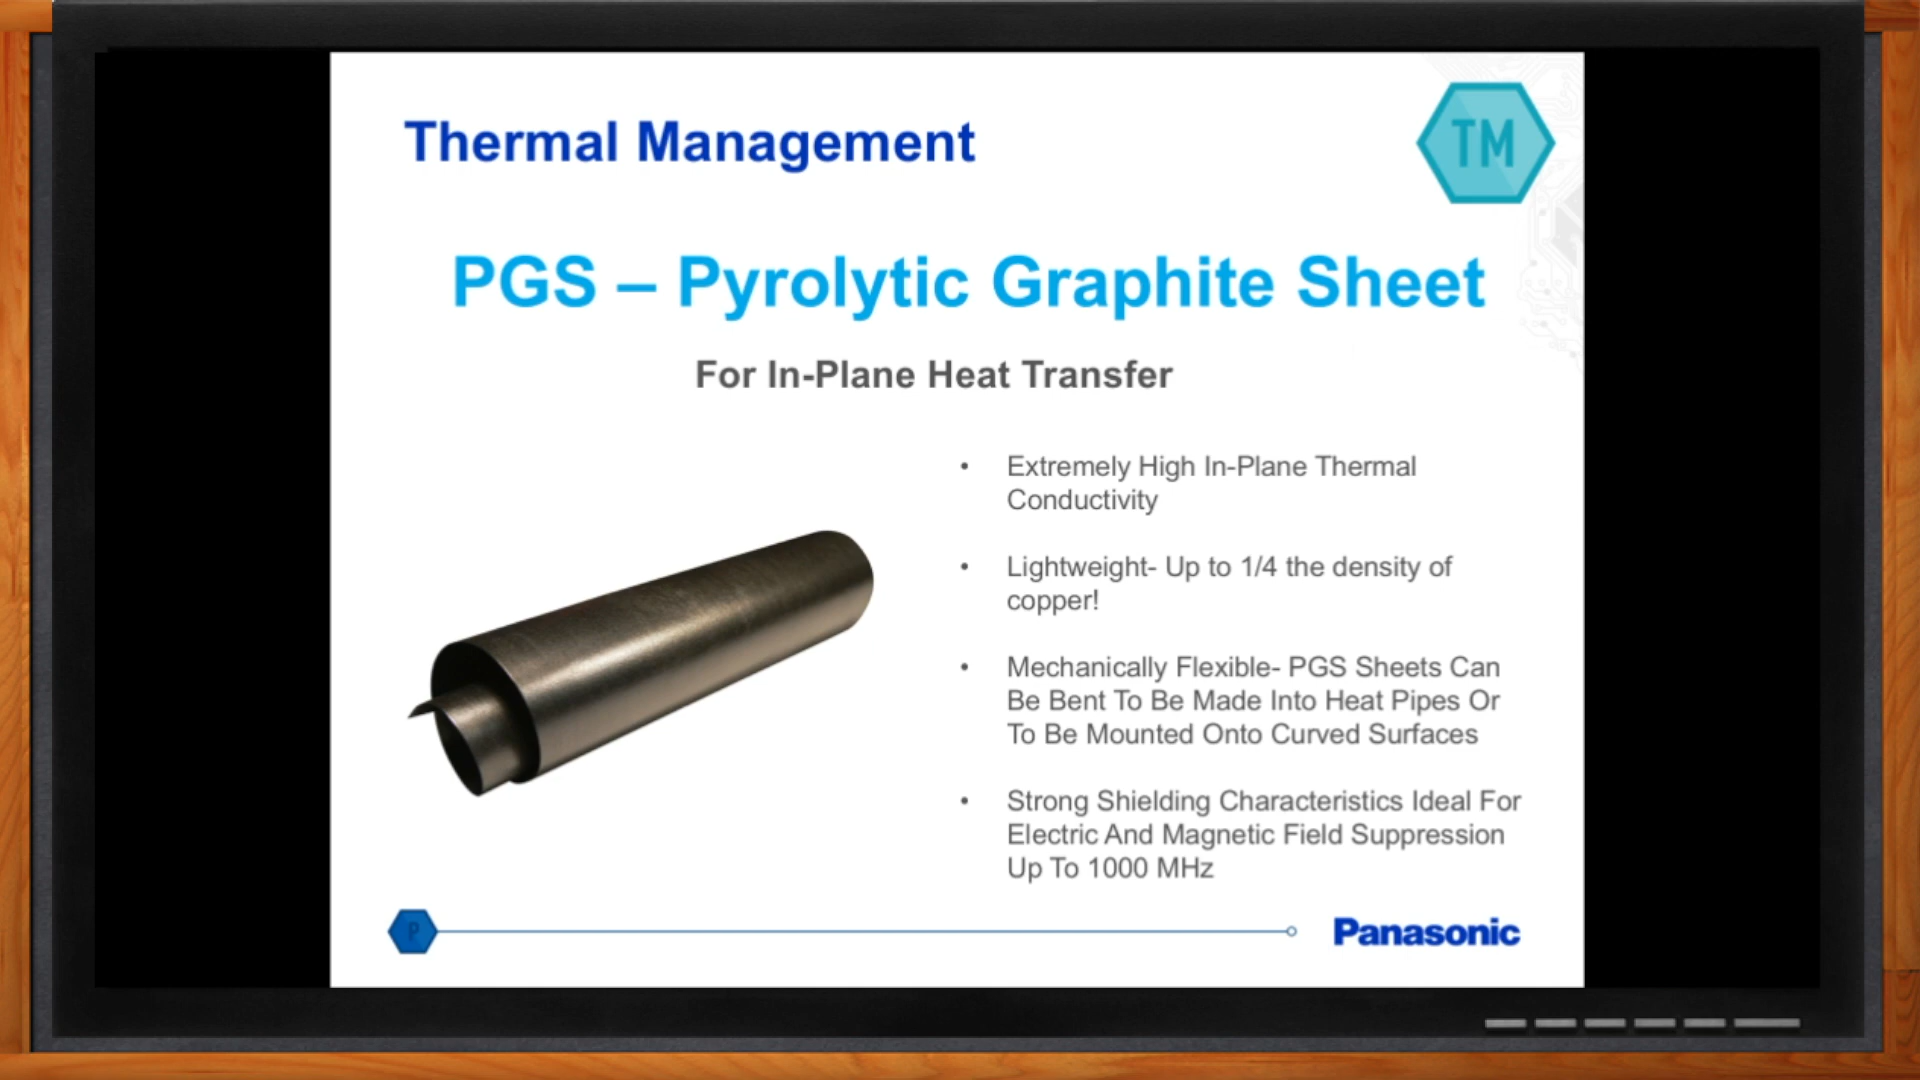 Thermal Management
TM
PGS – Pyrolytic Graphite Sheet
For In-Plane Heat Transfer
• Extremely High In-Plane Thermal
Conductivity
• Lightweight- Up to 1/4 the density of
copper!
• Mechanically Flexible- PGS Sheets Can
Be Bent To Be Made Into Heat Pipes Or
To Be Mounted Onto Curved Surfaces
• Strong Shielding Characteristics Ideal For
Electric And Magnetic Field Suppression
Up To 1000 MHz
P
Panasonic